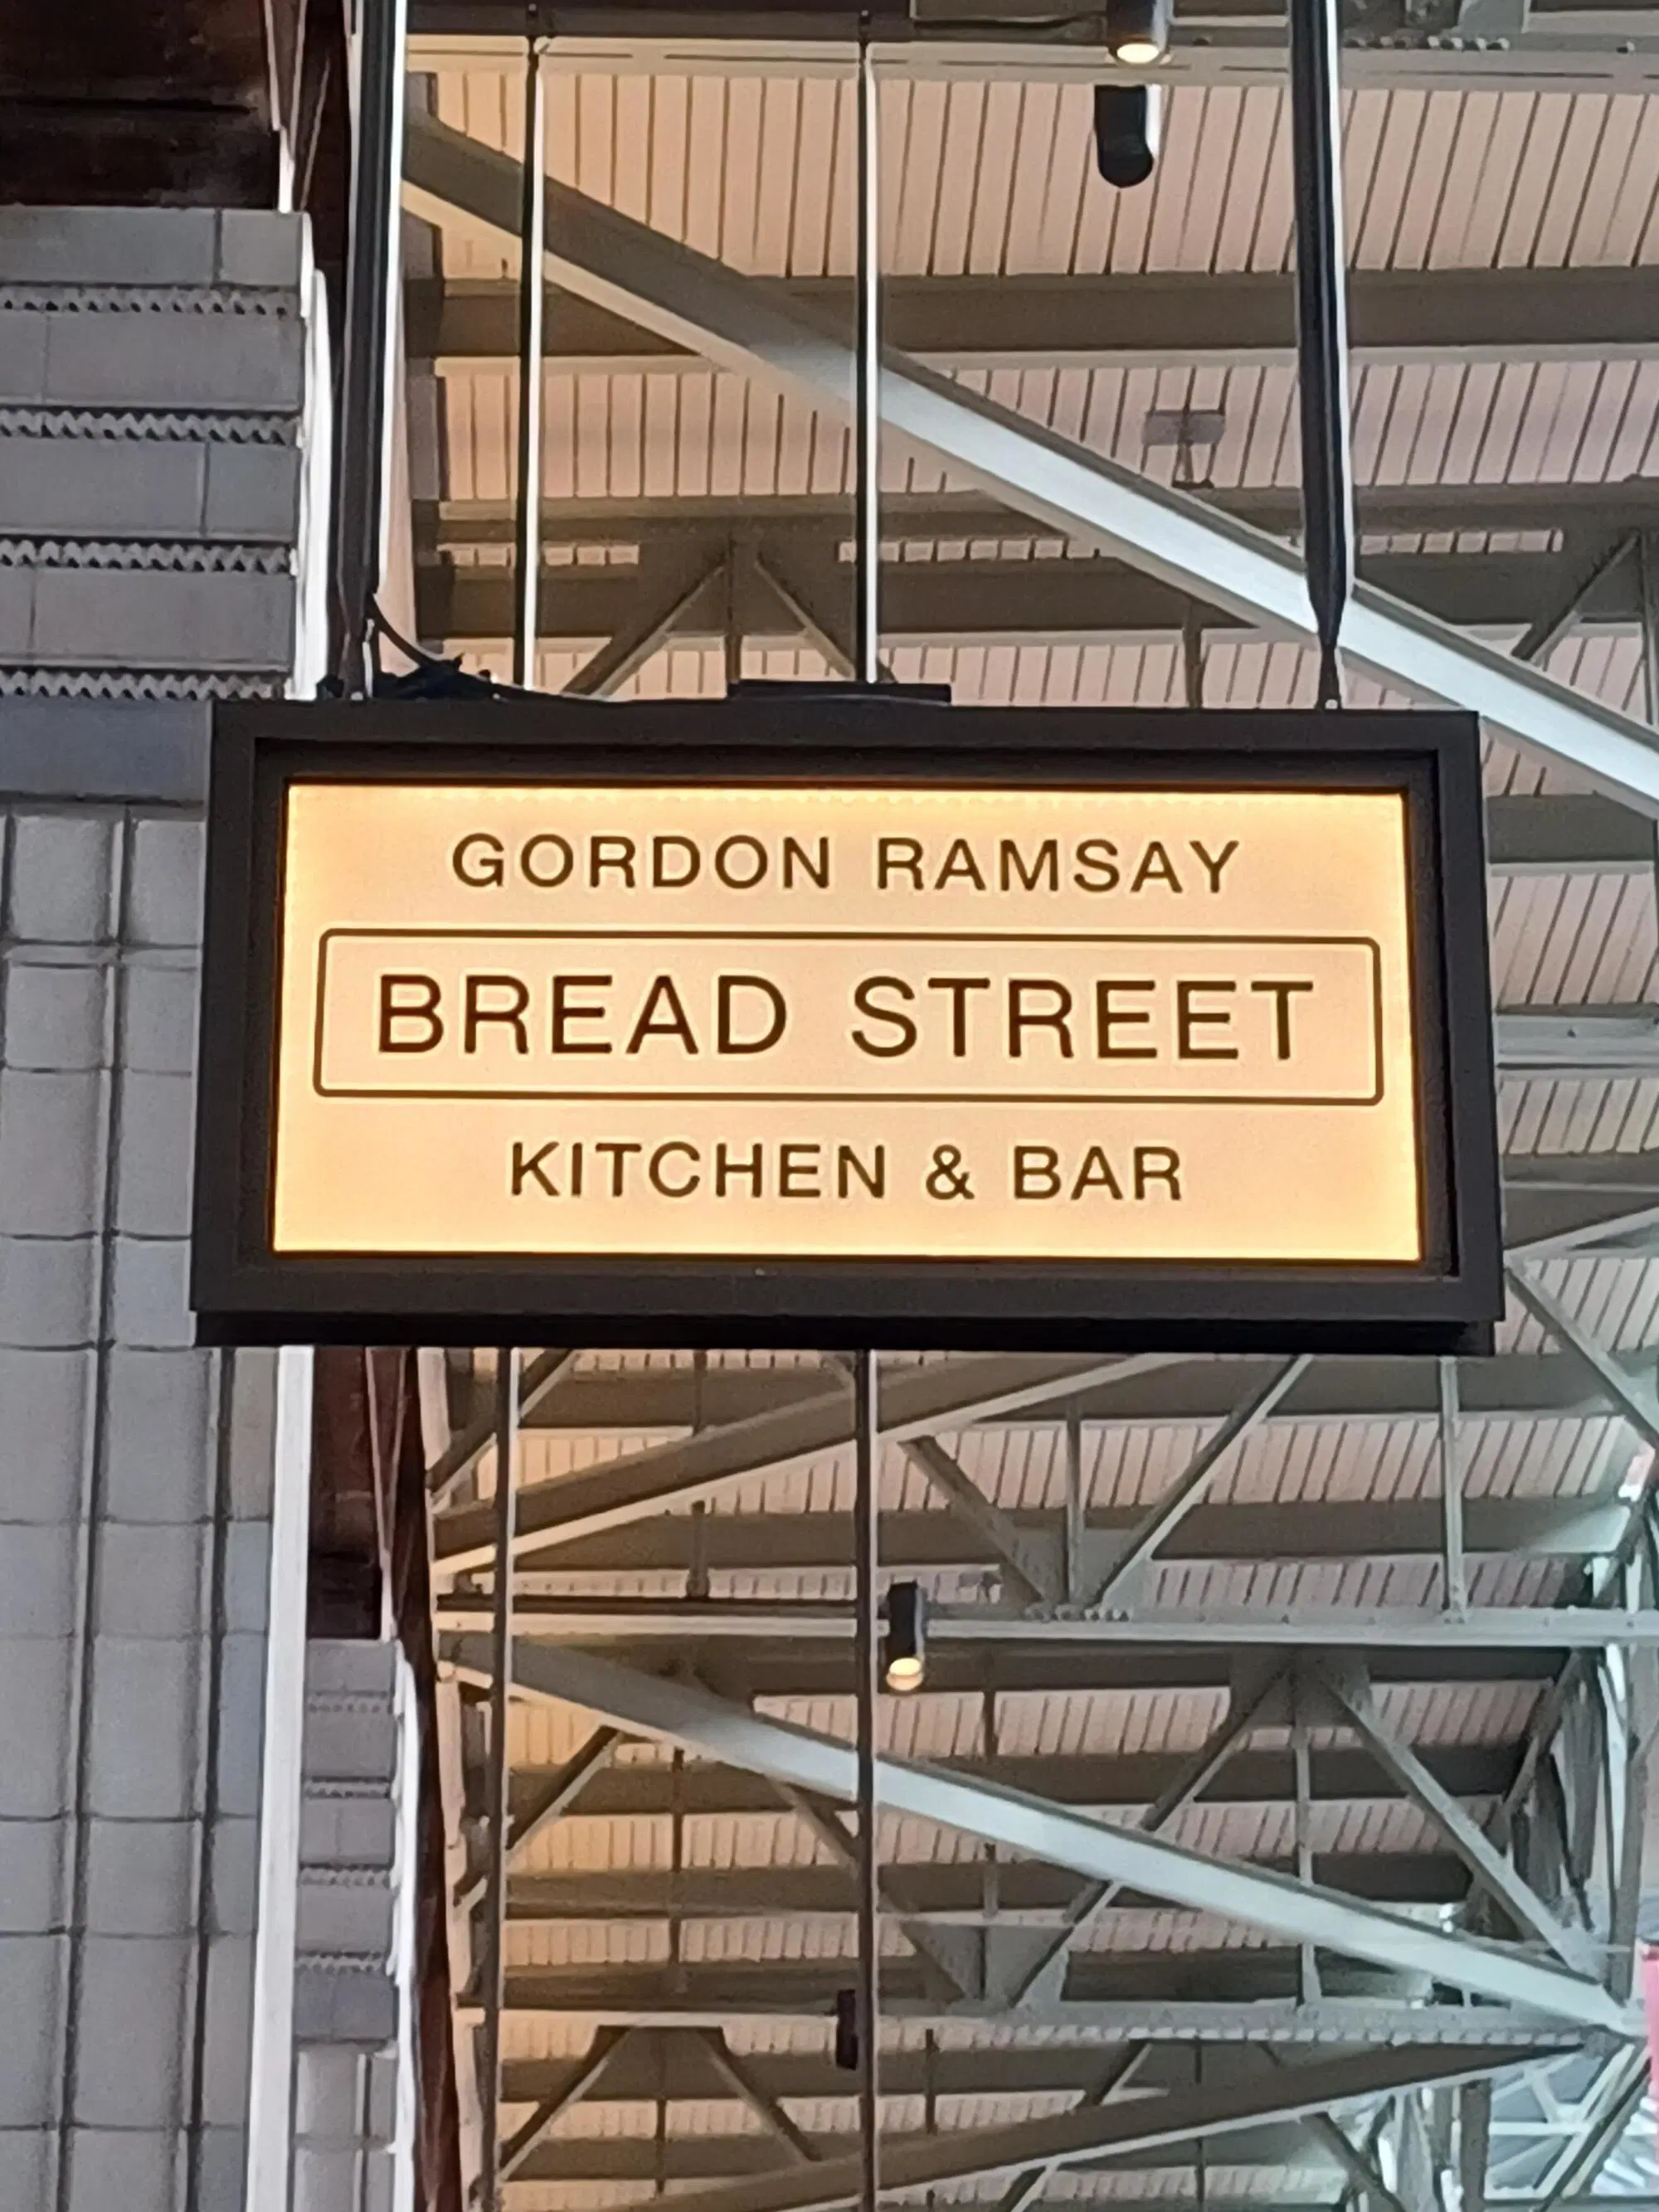 GORDON RAMSAY
BREAD STREET
KITCHEN & BAR